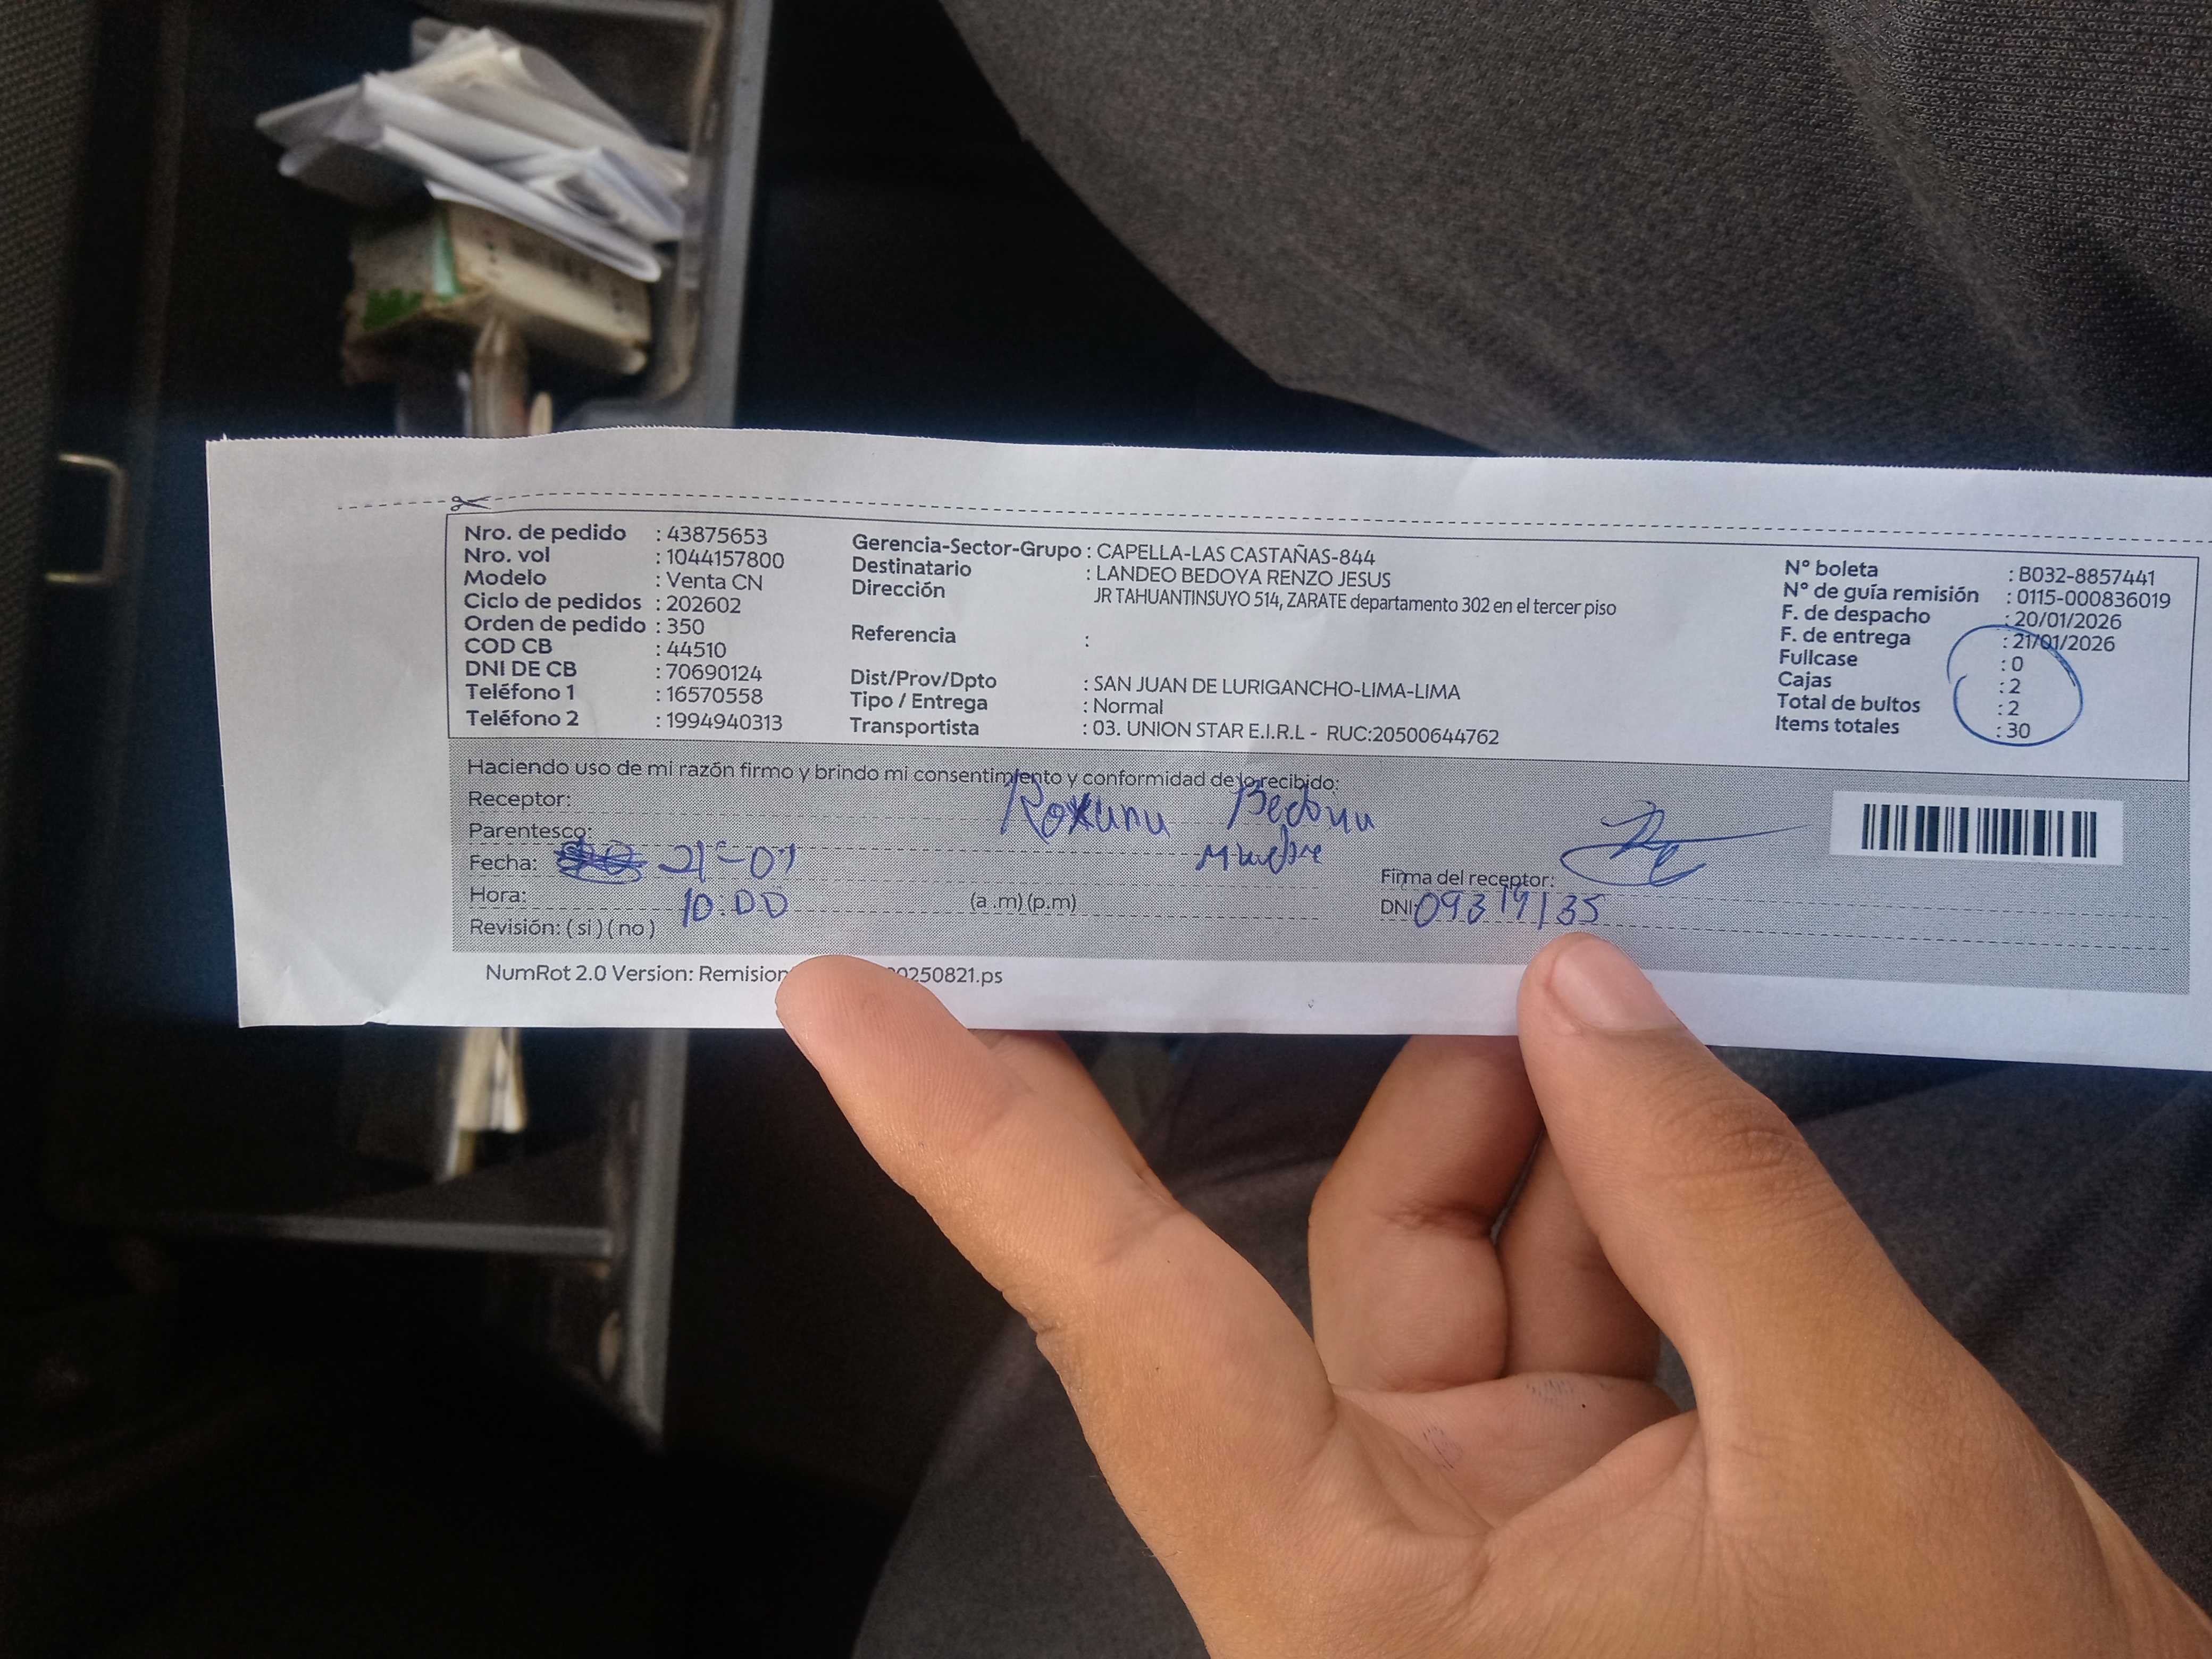 Nro. de pedido : 43875653
Nro. vol : 1044157800
Modelo : Venta CN
Ciclo de pedidos : 202602
Orden de pedido : 350
COD CB : 44510
DNI DE CB : 70690124
Teléfono 1 : 16570558
Teléfono 2 : 1994940313
Gerencia-Sector-Grupo : CAPELLA-LAS CASTAÑAS-844
Destinatario : LANDEO BEDOYA RENZO JESUS
Dirección JR TAHUANTINSUYO 514, ZARATE departamento 302 en el tercer piso
Referencia :
Dist/Prov/Dpto : SAN JUAN DE LURIGANCHO-LIMA-LIMA
Tipo / Entrega : Normal
Transportista : 03. UNION STAR E.I.R.L - RUC:20500644762
N° boleta : B032-8857441
N° de guía remisión : 0115-000836019
F. de despacho : 20/01/2026
F. de entrega : 21/01/2026
Fullcase : 0
Cajas : 2
Total de bultos : 2
Items totales : 30
Haciendo uso de mi razón firmo y brindo mi consentimiento y conformidad de lo recibido:
Receptor: Roxunu
Parentesco:
Fecha: 21-01
Hora: 10:00 (a .m) (p.m)
Revisión: ( si ) ( no )
Firma del receptor:
DNI: 09319135
NumRot 2.0 Version: Remision 0250821.ps